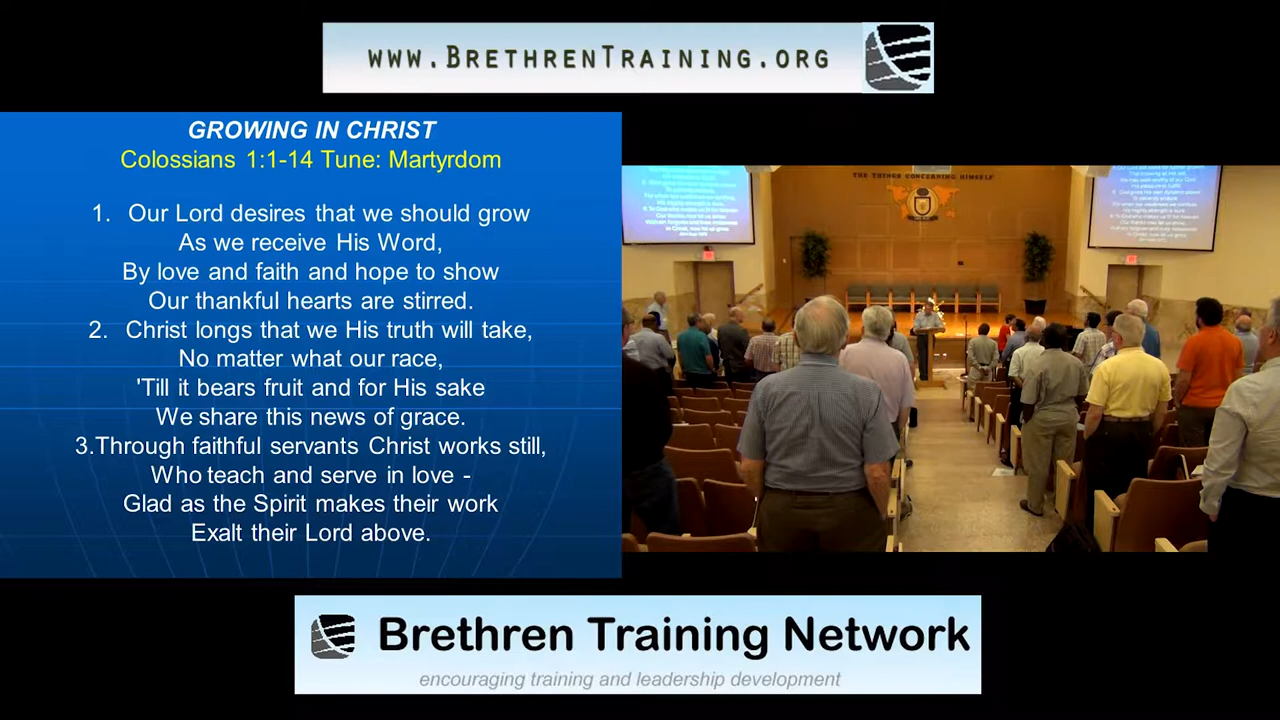 www.BrethrenTraining.org
GROWING IN CHRIST
Colossians 1:1-14 Tune: Martyrdom
1. Our Lord desires that we should grow
As we receive His Word,
By love and faith and hope to show
Our thankful hearts are stirred.
2. Christ longs that we His truth will take,
No matter what our race,
'Till it bears fruit and for His sake
We share this news of grace.
3.Through faithful servants Christ works still,
Who teach and serve in love -
Glad as the Spirit makes their work
Exalt their Lord above.
THE THINGS CONCERNING HIMSELF
Brethren Training Network
encouraging training and leadership development